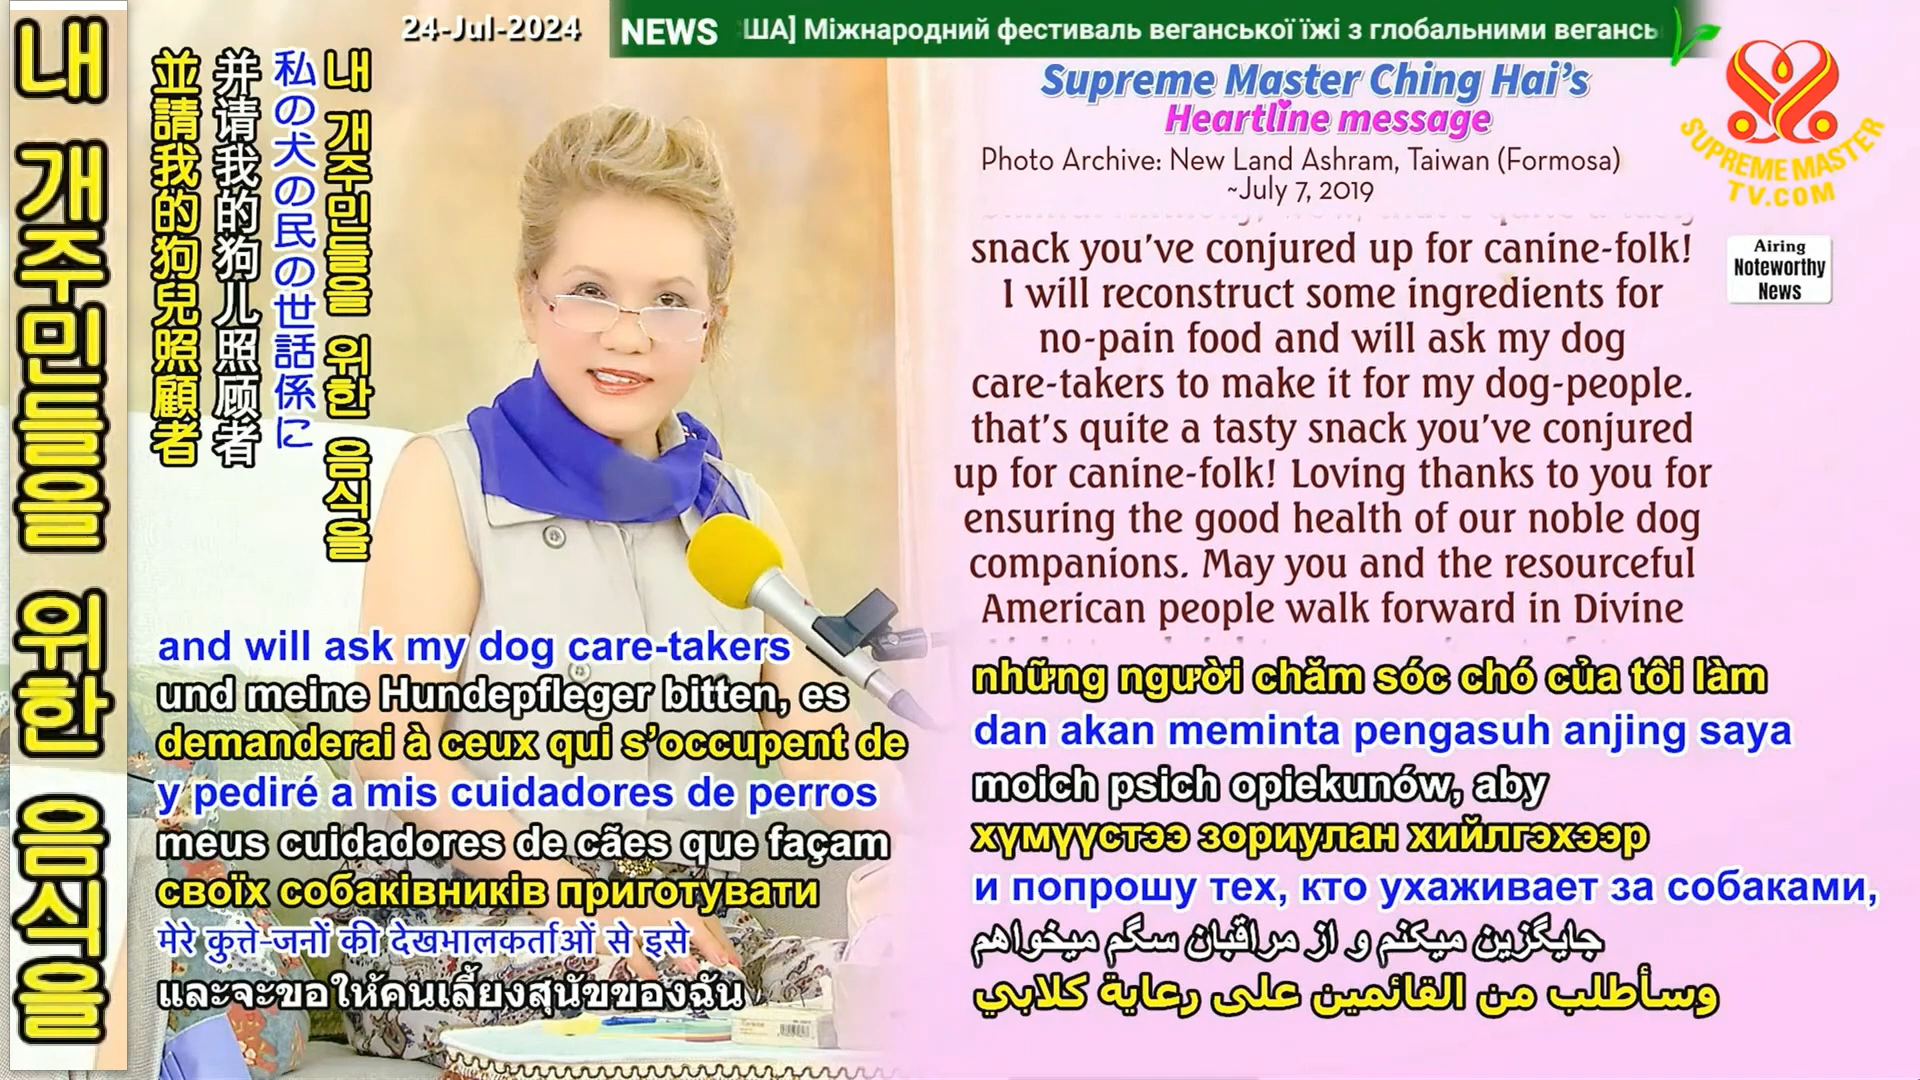 내 개주민들을 위한 음식을
24-Jul-2024
NEWS
США] Міжнародний фестиваль веганської їжі з глобальними вегансь
並請我的狗兒照顧者
并请我的狗儿照顾者
私の犬の民の世話係に
내 개주민들을 위한 음식을
Supreme Master Ching Hai's
Heartline message
Photo Archive: New Land Ashram, Taiwan (Formosa)
~July 7, 2019
snack you've conjured up for canine-folk!
I will reconstruct some ingredients for
no-pain food and will ask my dog
care-takers to make it for my dog-people.
that's quite a tasty snack you've conjured
up for canine-folk! Loving thanks to you for
ensuring the good health of our noble dog
companions. May you and the resourceful
American people walk forward in Divine
SUPREME MASTER
TV.COM
Airing
Noteworthy
News
and will ask my dog care-takers
und meine Hundepfleger bitten, es
demanderai à ceux qui s'occupent de
y pediré a mis cuidadores de perros
meus cuidadores de cães que façam
своїх собаківників приготувати
मेरे कुत्ते-जनों की देखभालकर्ताओं से इसे
และจะขอให้คนเลี้ยงสุนัขของฉัน
những người chăm sóc chó của tôi làm
dan akan meminta pengasuh anjing saya
moich psich opiekunów, aby
хүмүүстээ зориулан хийлгэхээр
и попрошу тех, кто ухаживает за собаками,
جایگزین میکنم و از مراقبان سگم میخواهم
وسأطلب من القائمين على رعاية كلابي